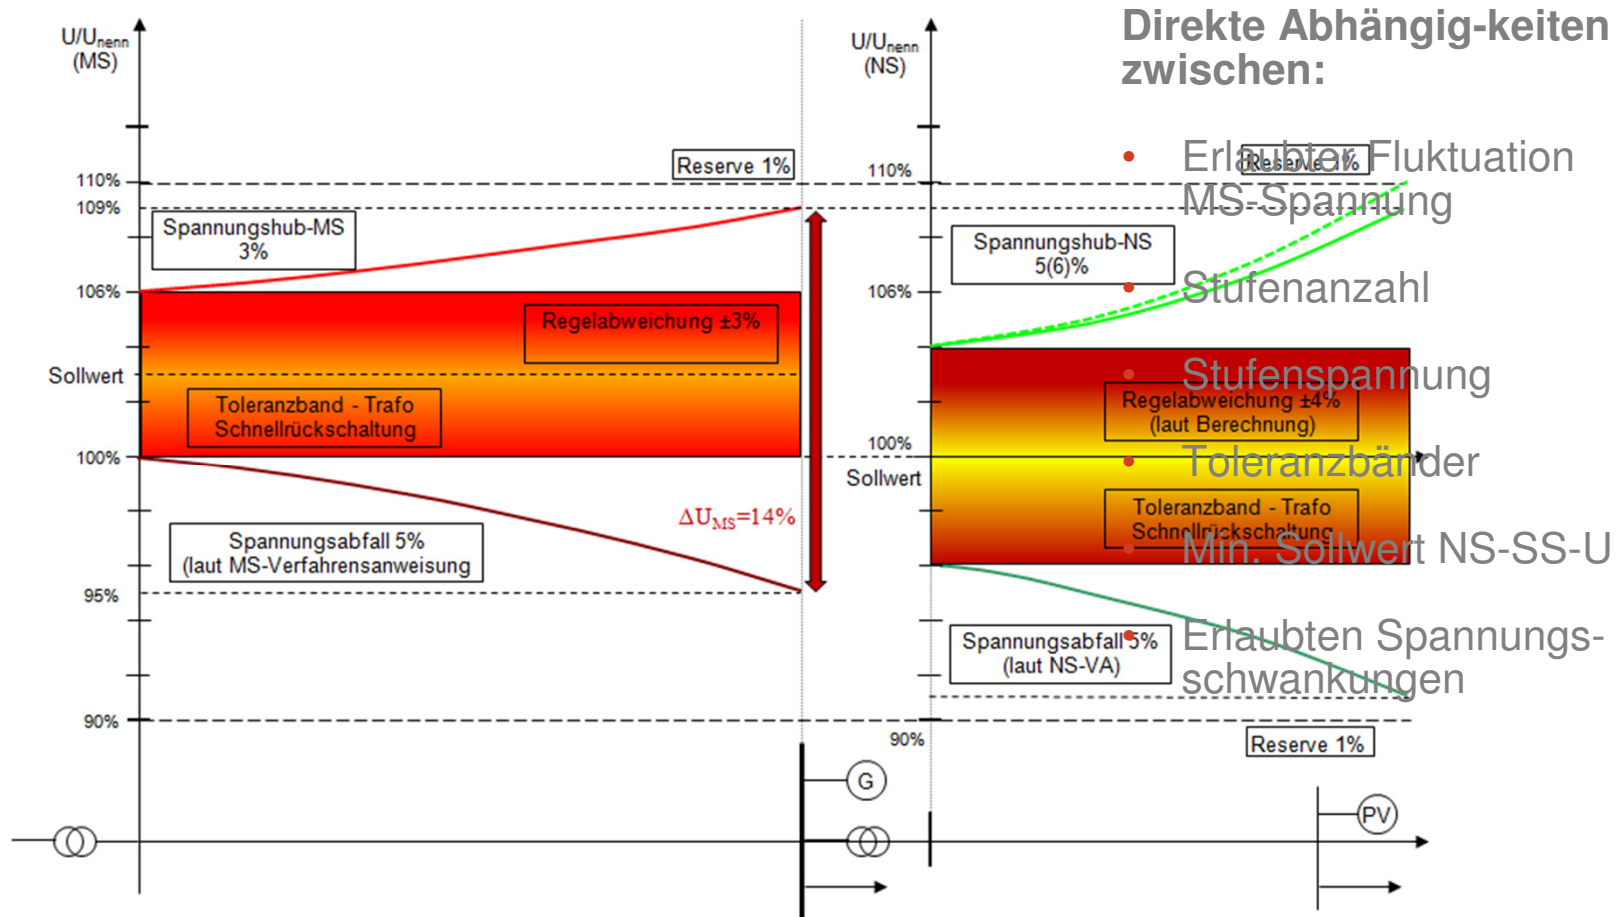 U/Unenn
(MS)
Reserve 1%
110%
109%
Spannungshub-MS
3%
106%
Regelabweichung ±3%
Sollwert
Toleranzband - Trafo
Schnellrückschaltung
100%
ΔUMS=14%
Spannungsabfall 5%
(laut MS-Verfahrensanweisung
95%
90%
G
U/Unenn
(NS)
Reserve 1%
110%
Spannungshub-NS
5(6)%
106%
Regelabweichung ±4%
(laut Berechnung)
100%
Sollwert
Toleranzband - Trafo
Schnellrückschaltung
Spannungsabfall 5%
(laut NS-VA)
90%
Reserve 1%
PV
Direkte Abhängig-keiten
zwischen:
• Erlaubter Fluktuation
MS-Spannung
• Stufenanzahl
• Stufenspannung
• Toleranzbänder
• Min. Sollwert NS-SS-U
• Erlaubten Spannungs-
schwankungen